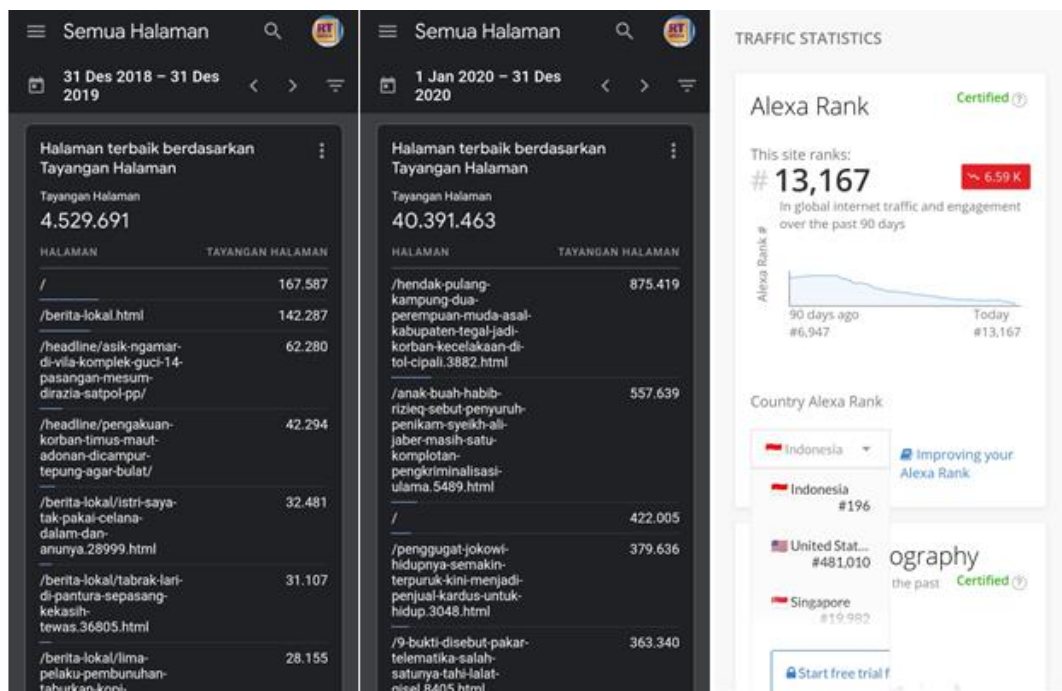 Semua Halaman
RT
31 Des 2018 – 31 Des
2019
Halaman terbaik berdasarkan
Tayangan Halaman
Tayangan Halaman
4.529.691
HALAMAN TAYANGAN HALAMAN
/ 167.587
/berita-lokal.html 142.287
/headline/asik-ngamar- 62.280
di-vila-komplek-guci-14-
pasangan-mesum-
dirazia-satpol-pp/
/headline/pengakuan- 42.294
korban-timus-maut-
adonan-dicampur-
tepung-agar-bulat/
/berita-lokal/istri-saya- 32.481
tak-pakai-celana-
dalam-dan-
anunya.28999.html
/berita-lokal/tabrak-lari- 31.107
di-pantura-sepasang-
kekasih-
tewas.36805.html
/berita-lokal/lima- 28.155
pelaku-pembunuhan-
taburkan-kopi-
Semua Halaman
RT
1 Jan 2020 – 31 Des
2020
Halaman terbaik berdasarkan
Tayangan Halaman
Tayangan Halaman
40.391.463
HALAMAN TAYANGAN HALAMAN
/hendak-pulang- 875.419
kampung-dua-
perempuan-muda-asal-
kabupaten-tegal-jadi-
korban-kecelakaan-di-
tol-cipali.3882.html
/anak-buah-habib- 557.639
rizieq-sebut-penyuruh-
penikam-syeikh-ali-
jaber-masih-satu-
komplotan-
pengkriminalisasi-
ulama.5489.html
/ 422.005
/penggugat-jokowi- 379.636
hidupnya-semakin-
terpuruk-kini-menjadi-
penjual-kardus-untuk-
hidup.3048.html
/9-bukti-disebut-pakar- 363.340
telematika-salah-
satunya-tahi-lalat-
gisel.8405.html
TRAFFIC STATISTICS
Alexa Rank Certified ?
This site ranks:
# 13,167 6.59 K
In global internet traffic and engagement
over the past 90 days
Alexa Rank #
90 days ago Today
#6,947 #13,167
Country Alexa Rank
Indonesia
Improving your
Alexa Rank
Indonesia
#196
United Stat...
#481,010
ography
the past Certified ?
Singapore
#19,982
Start free trial f